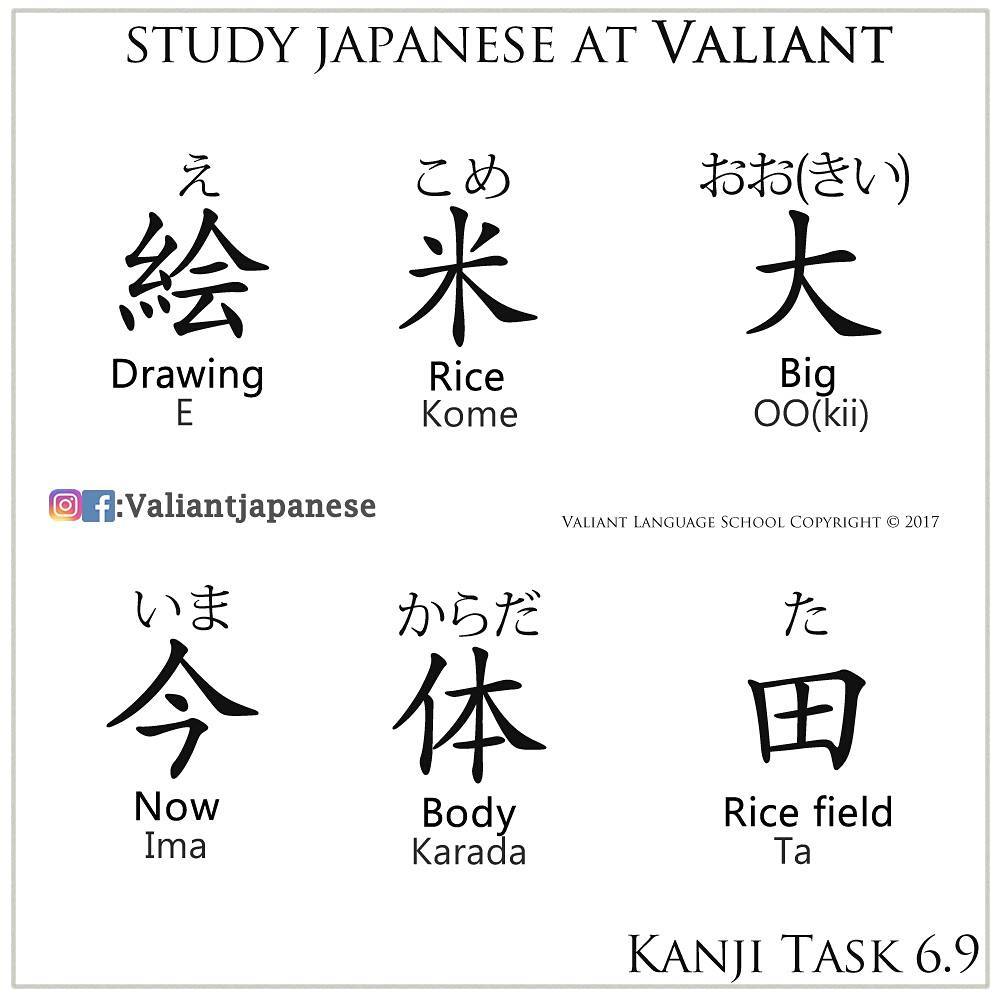 STUDY JAPANESE AT VALIANT
え こめ おお(きい)
絵 米 大
Drawing Rice Big
E Kome OO(kii)
:Valiantjapanese
VALIANT LANGUAGE SCHOOL COPYRIGHT © 2017
いま からだ た
今 体 田
Now Body Rice field
Ima Karada Ta
KANJI TASK 6.9